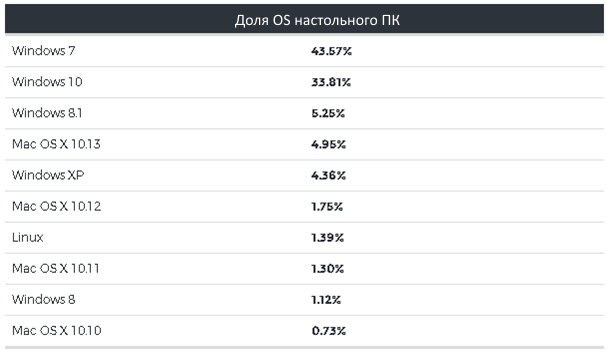 Доля OS настольного ПК
Windows 7 43.57%
Windows 10 33.81%
Windows 8.1 5.25%
Mac OS X 10.13 4.95%
Windows XP 4.36%
Mac OS X 10.12 1.75%
Linux 1.39%
Mac OS X 10.11 1.30%
Windows 8 1.12%
Mac OS X 10.10 0.73%